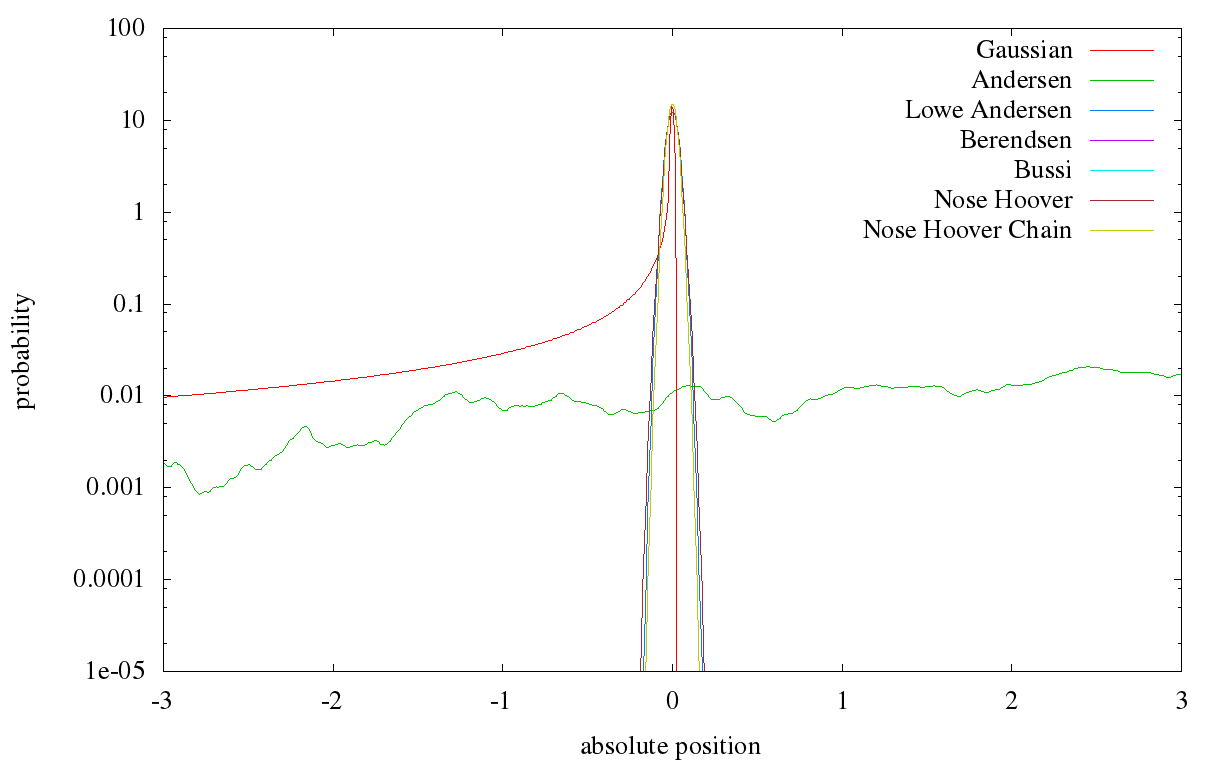 100
10
1
0.1
0.01
0.001
0.0001
1e-05
probability
Gaussian
Andersen
Lowe Andersen
Berendsen
Bussi
Nose Hoover
Nose Hoover Chain
-3 -2 -1 0 1 2 3
absolute position